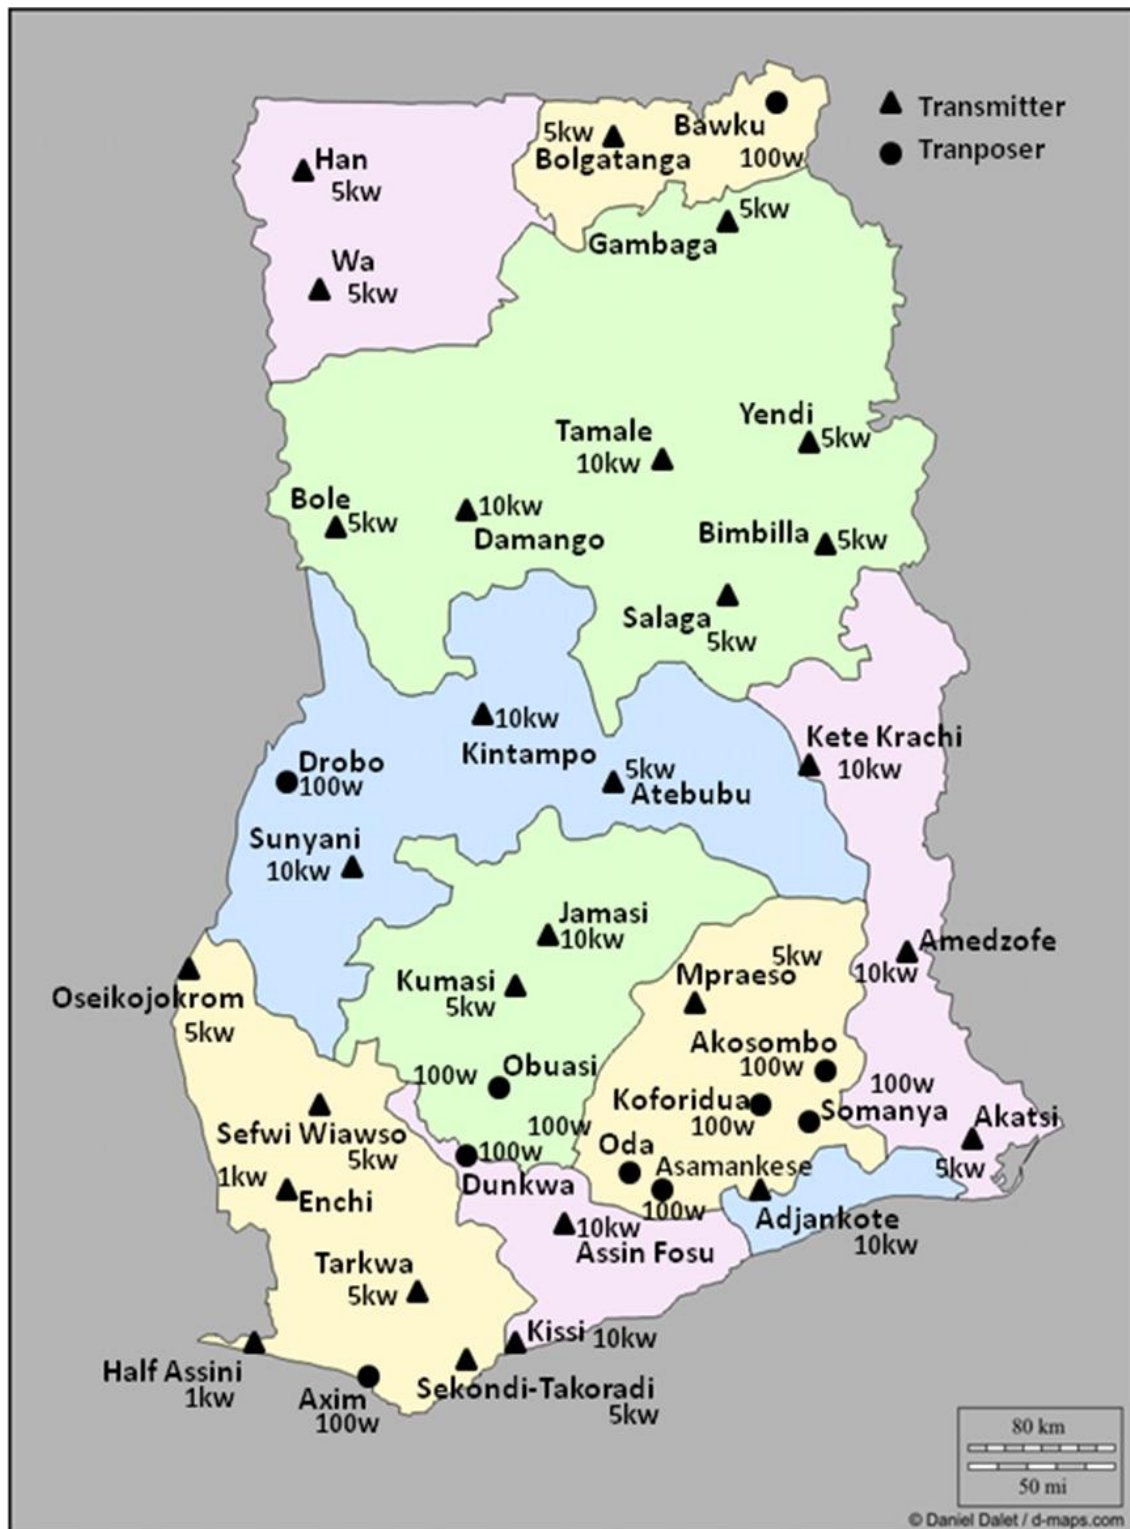 Transmitter
Tranposer
Bawku
100w
5kw
Bolgatanga
Han
5kw
5kw
Gambaga
Wa
5kw
Yendi
5kw
Tamale
10kw
Bole
5kw
10kw
Damango
Bimbilla
5kw
Salaga
5kw
10kw
Kintampo
Kete Krachi
10kw
Drobo
100w
5kw
Atebubu
Sunyani
10kw
Jamasi
10kw
Amedzofe
10kw
5kw
Mpraeso
Kumasi
5kw
Oseikojokrom
5kw
Akosombo
100w
Obuasi
100w
100w
Koforidua
100w
Somanya
Akatsi
5kw
100w
Sefwi Wiawso
5kw
100w
Dunkwa
Oda
Asamankese
100w
1kw
Enchi
Adjankote
10kw
10kw
Assin Fosu
Tarkwa
5kw
Kissi 10kw
Half Assini
1kw
Axim
100w
Sekondi-Takoradi
5kw
80 km
50 mi
© Daniel Dalet / d-maps.com